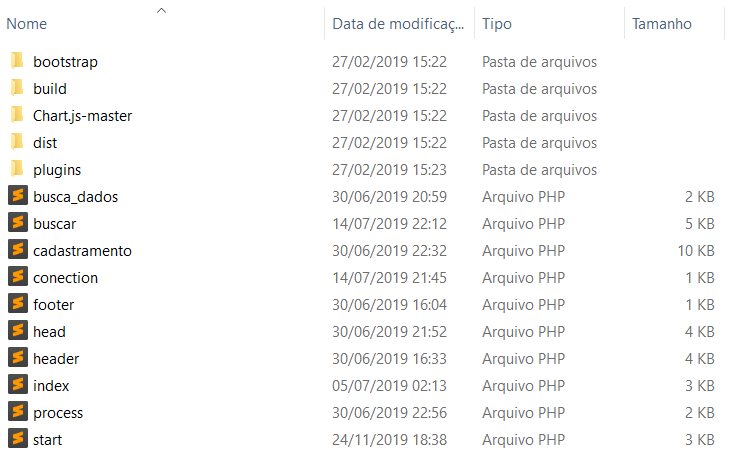 Nome Data de modificaç... Tipo Tamanho
bootstrap 27/02/2019 15:22 Pasta de arquivos
build 27/02/2019 15:22 Pasta de arquivos
Chart.js-master 27/02/2019 15:22 Pasta de arquivos
dist 27/02/2019 15:22 Pasta de arquivos
plugins 27/02/2019 15:23 Pasta de arquivos
busca_dados 30/06/2019 20:59 Arquivo PHP 2 KB
buscar 14/07/2019 22:12 Arquivo PHP 5 KB
cadastramento 30/06/2019 22:32 Arquivo PHP 10 KB
conection 14/07/2019 21:45 Arquivo PHP 1 KB
footer 30/06/2019 16:04 Arquivo PHP 1 KB
head 30/06/2019 21:52 Arquivo PHP 4 KB
header 30/06/2019 16:33 Arquivo PHP 4 KB
index 05/07/2019 02:13 Arquivo PHP 3 KB
process 30/06/2019 22:56 Arquivo PHP 2 KB
start 24/11/2019 18:38 Arquivo PHP 3 KB